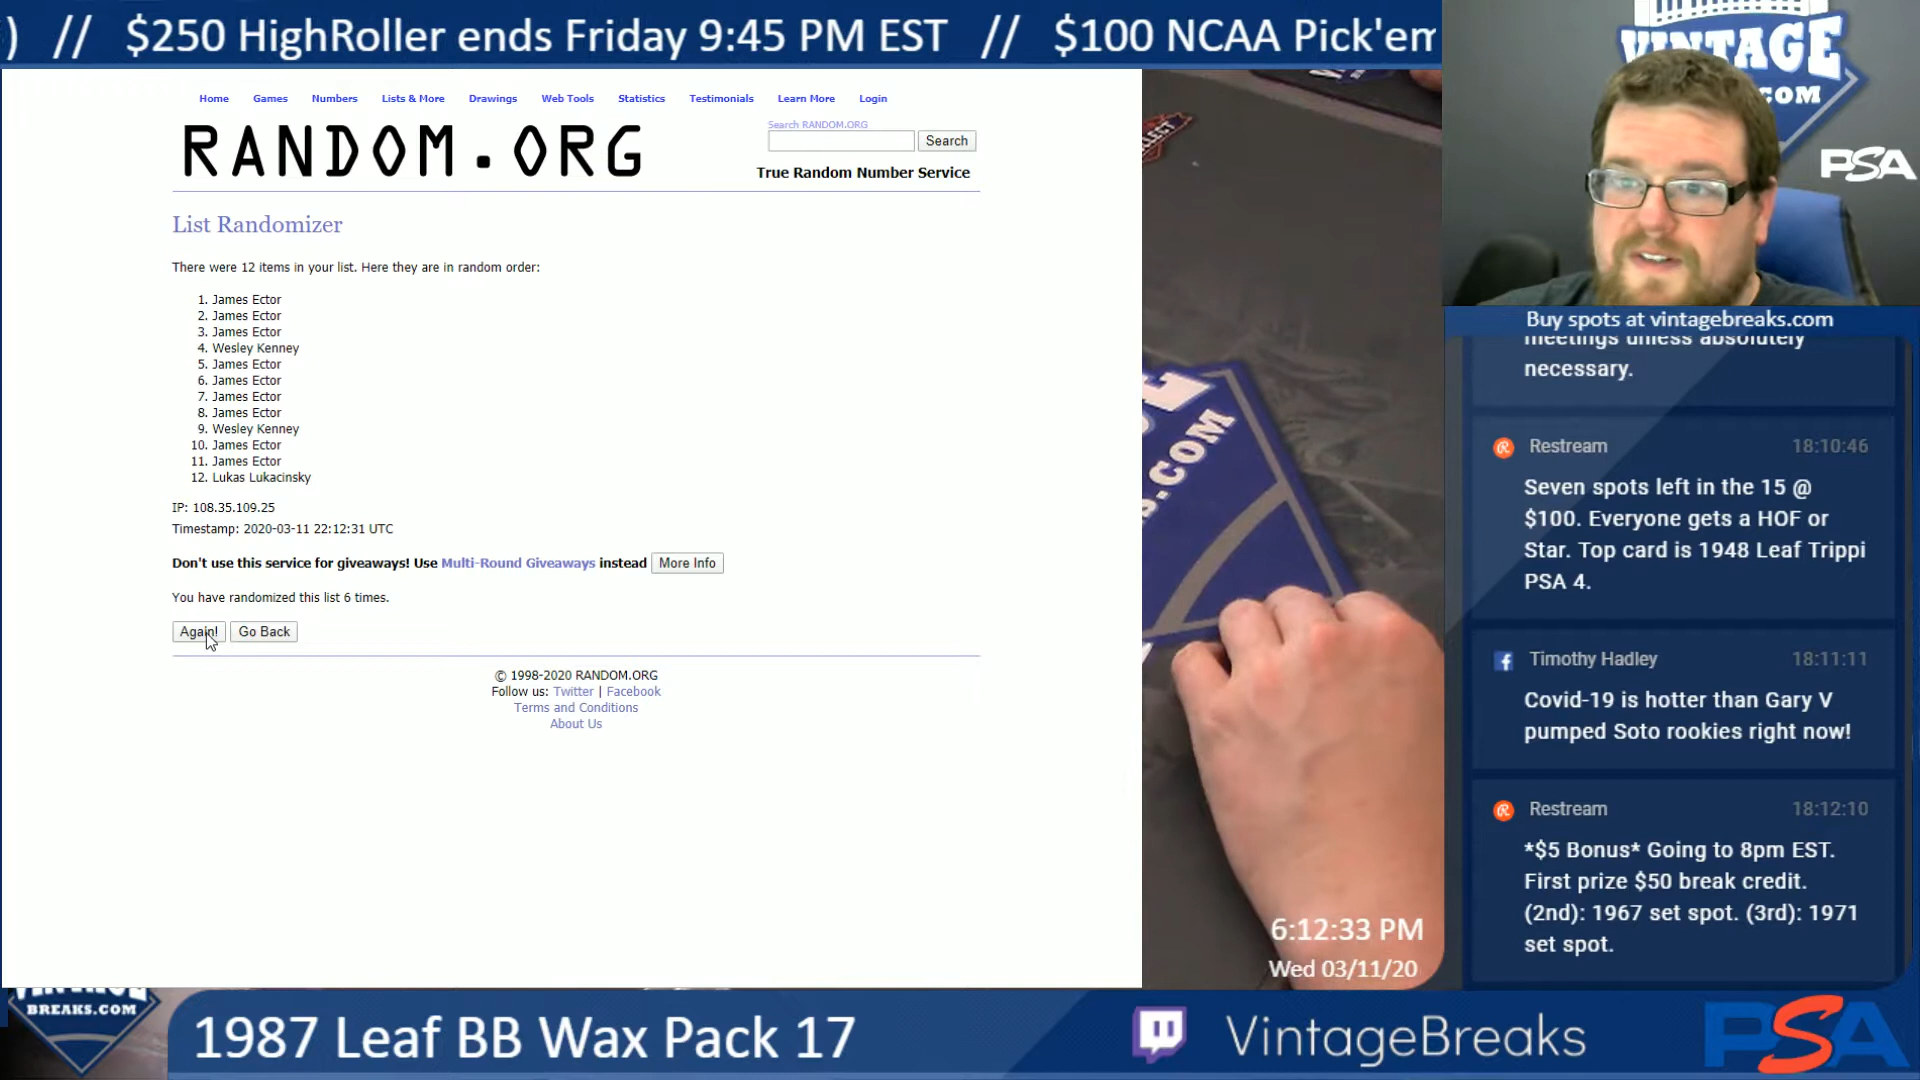 ) // $250 HighRoller ends Friday 9:45 PM EST // $100 NCAA Pick'em
VINTAGE
.COM
PSA
Home Games Numbers Lists & More Drawings Web Tools Statistics Testimonials Learn More Login
RANDOM.ORG
Search RANDOM.ORG
Search
True Random Number Service
List Randomizer
There were 12 items in your list. Here they are in random order:
1. James Ector
2. James Ector
3. James Ector
4. Wesley Kenney
5. James Ector
6. James Ector
7. James Ector
8. James Ector
9. Wesley Kenney
10. James Ector
11. James Ector
12. Lukas Lukacinsky
IP: 108.35.109.25
Timestamp: 2020-03-11 22:12:31 UTC
Don't use this service for giveaways! Use Multi-Round Giveaways instead More Info
You have randomized this list 6 times.
Again! Go Back
© 1998-2020 RANDOM.ORG
Follow us: Twitter | Facebook
Terms and Conditions
About Us
.COM
6:12:33 PM
Wed 03/11/20
Buy spots at vintagebreaks.com
meetings unless absolutely
necessary.
Restream 18:10:46
Seven spots left in the 15 @
$100. Everyone gets a HOF or
Star. Top card is 1948 Leaf Trippi
PSA 4.
Timothy Hadley 18:11:11
Covid-19 is hotter than Gary V
pumped Soto rookies right now!
Restream 18:12:10
*$5 Bonus* Going to 8pm EST.
First prize $50 break credit.
(2nd): 1967 set spot. (3rd): 1971
set spot.
VINTAGE
BREAKS.COM
1987 Leaf BB Wax Pack 17
VintageBreaks
PSA